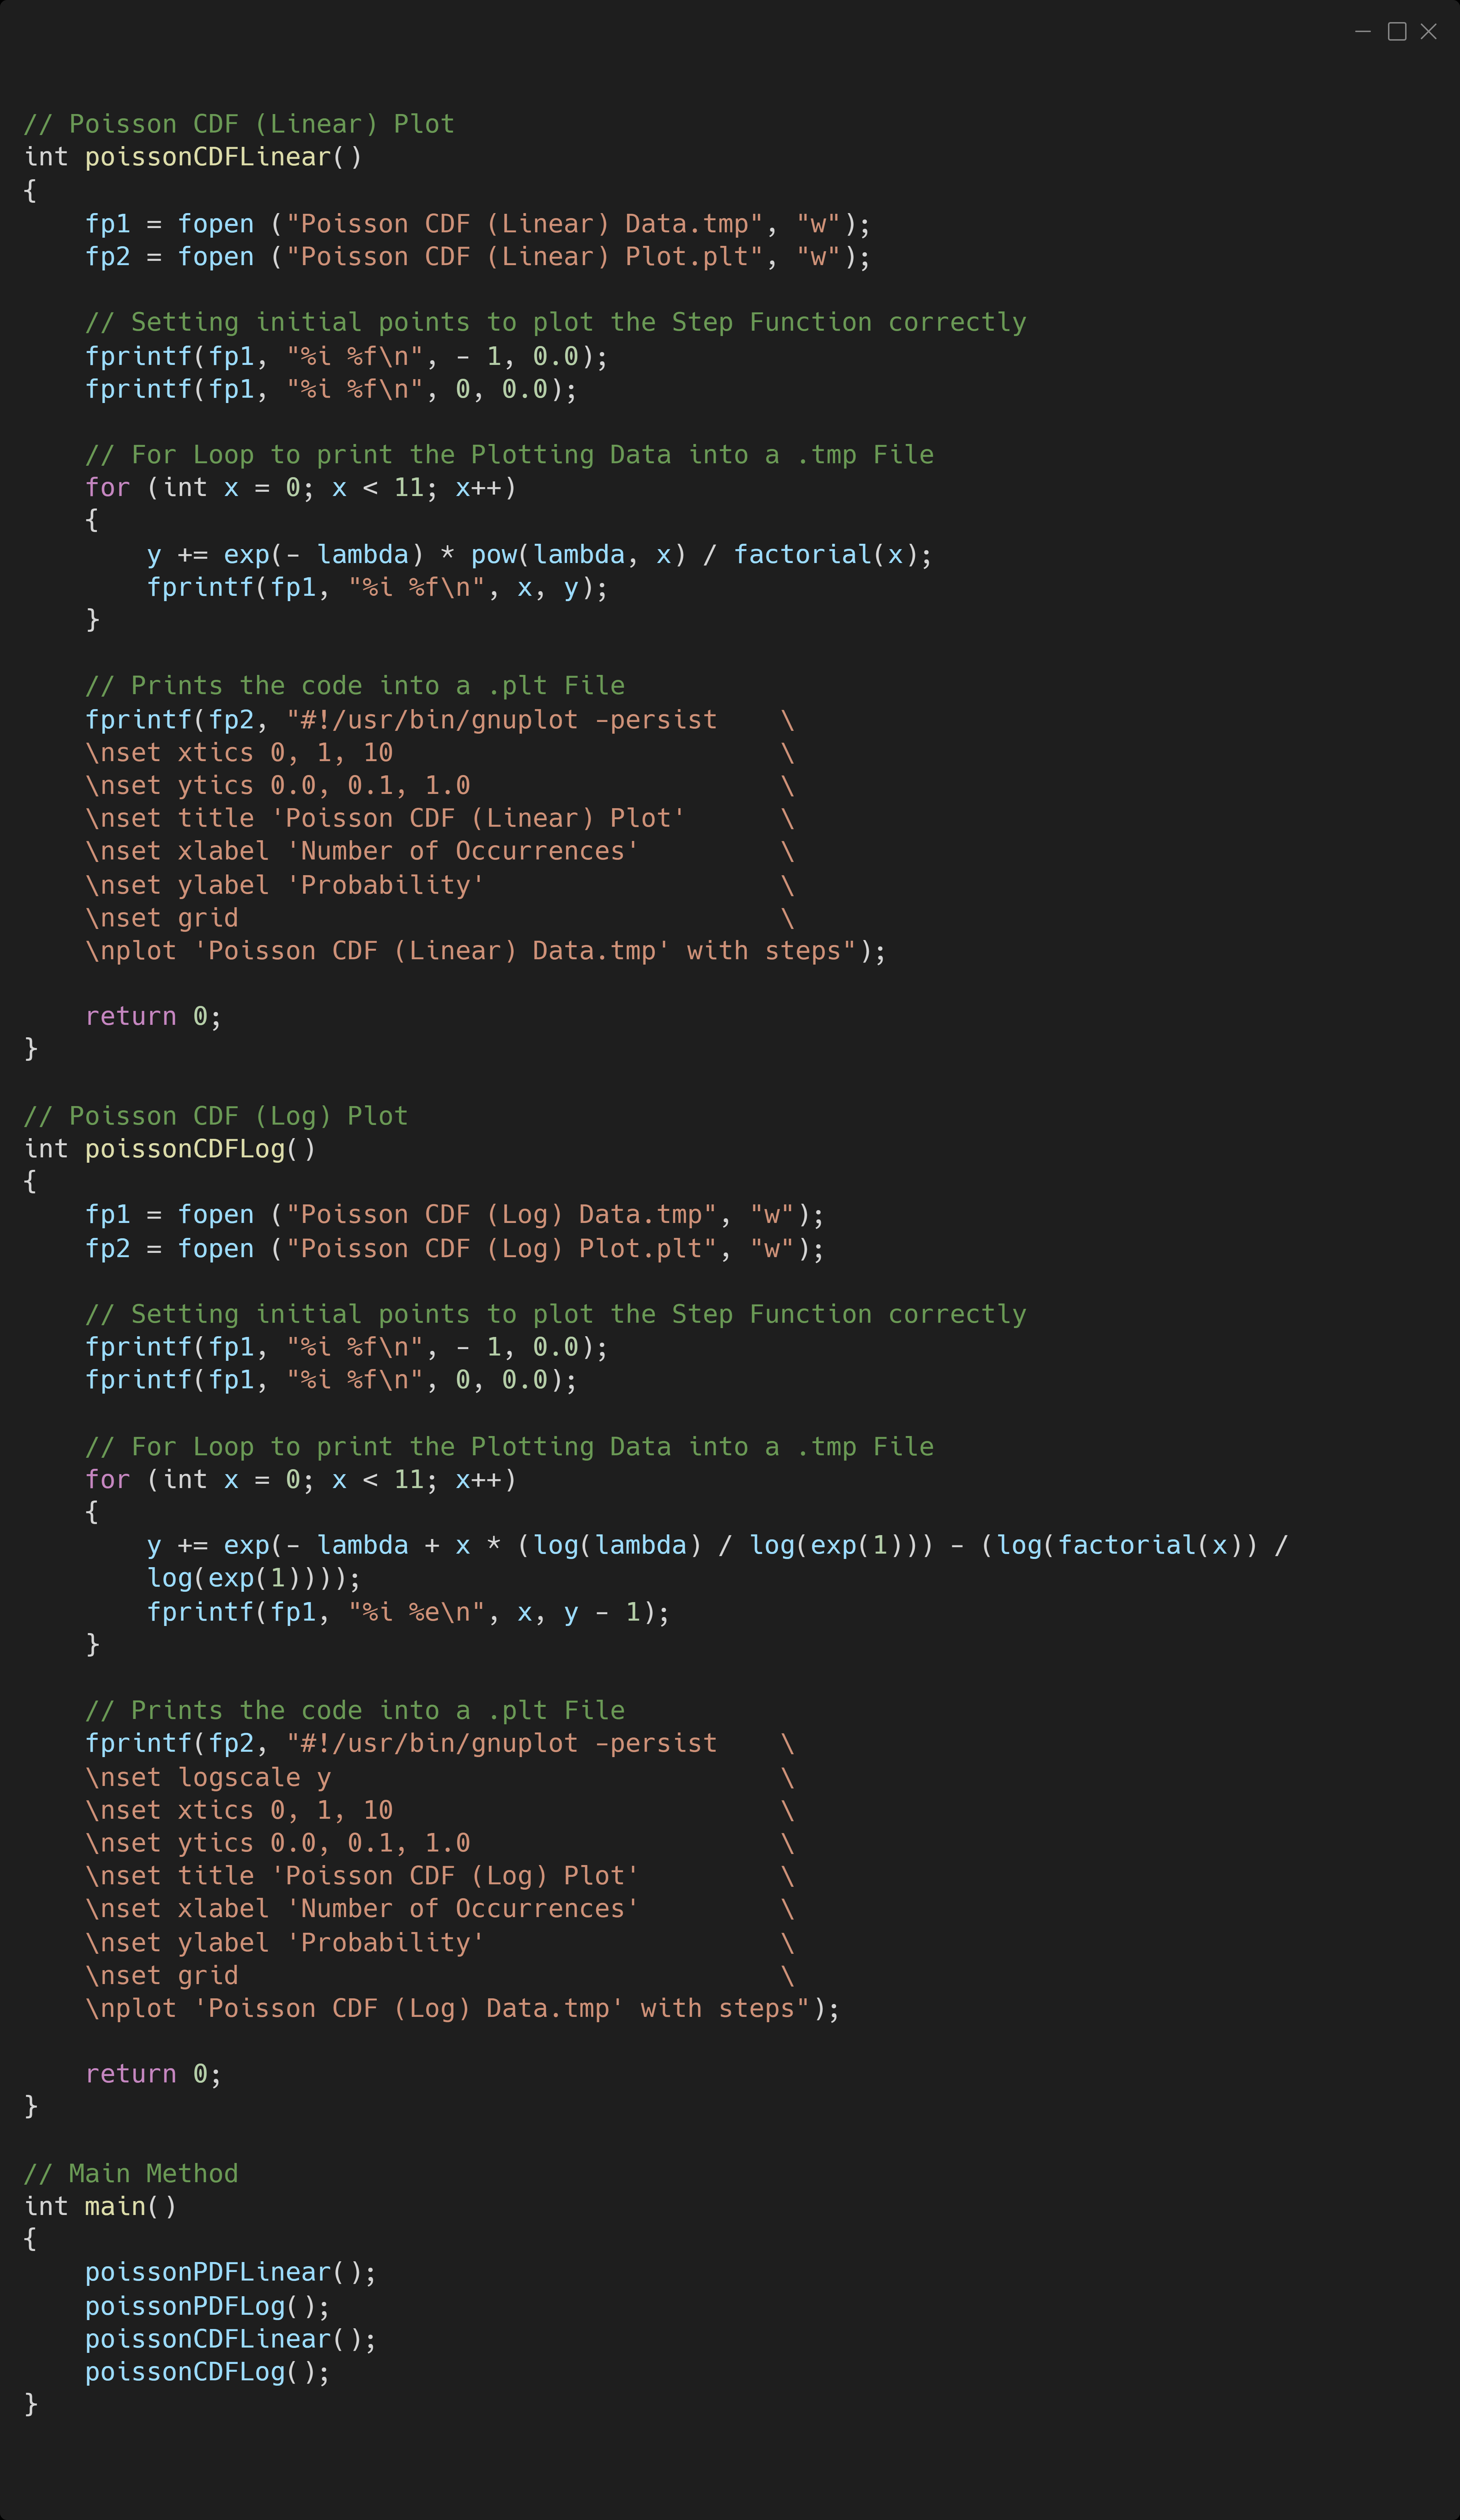 // Poisson CDF (Linear) Plot
int poissonCDFLinear()
{
    fp1 = fopen ("Poisson CDF (Linear) Data.tmp", "w");
    fp2 = fopen ("Poisson CDF (Linear) Plot.plt", "w");

    // Setting initial points to plot the Step Function correctly
    fprintf(fp1, "%i %f\n", - 1, 0.0);
    fprintf(fp1, "%i %f\n", 0, 0.0);

    // For Loop to print the Plotting Data into a .tmp File
    for (int x = 0; x < 11; x++)
    {
        y += exp(- lambda) * pow(lambda, x) / factorial(x);
        fprintf(fp1, "%i %f\n", x, y);
    }

    // Prints the code into a .plt File
    fprintf(fp2, "#!/usr/bin/gnuplot -persist    \
    \nset xtics 0, 1, 10                         \
    \nset ytics 0.0, 0.1, 1.0                    \
    \nset title 'Poisson CDF (Linear) Plot'      \
    \nset xlabel 'Number of Occurrences'         \
    \nset ylabel 'Probability'                   \
    \nset grid                                   \
    \nplot 'Poisson CDF (Linear) Data.tmp' with steps");

    return 0;
}

// Poisson CDF (Log) Plot
int poissonCDFLog()
{
    fp1 = fopen ("Poisson CDF (Log) Data.tmp", "w");
    fp2 = fopen ("Poisson CDF (Log) Plot.plt", "w");

    // Setting initial points to plot the Step Function correctly
    fprintf(fp1, "%i %f\n", - 1, 0.0);
    fprintf(fp1, "%i %f\n", 0, 0.0);

    // For Loop to print the Plotting Data into a .tmp File
    for (int x = 0; x < 11; x++)
    {
        y += exp(- lambda + x * (log(lambda) / log(exp(1))) - (log(factorial(x)) /
        log(exp(1))));
        fprintf(fp1, "%i %e\n", x, y - 1);
    }

    // Prints the code into a .plt File
    fprintf(fp2, "#!/usr/bin/gnuplot -persist    \
    \nset logscale y                             \
    \nset xtics 0, 1, 10                         \
    \nset ytics 0.0, 0.1, 1.0                    \
    \nset title 'Poisson CDF (Log) Plot'         \
    \nset xlabel 'Number of Occurrences'         \
    \nset ylabel 'Probability'                   \
    \nset grid                                   \
    \nplot 'Poisson CDF (Log) Data.tmp' with steps");

    return 0;
}

// Main Method
int main()
{
    poissonPDFLinear();
    poissonPDFLog();
    poissonCDFLinear();
    poissonCDFLog();
}